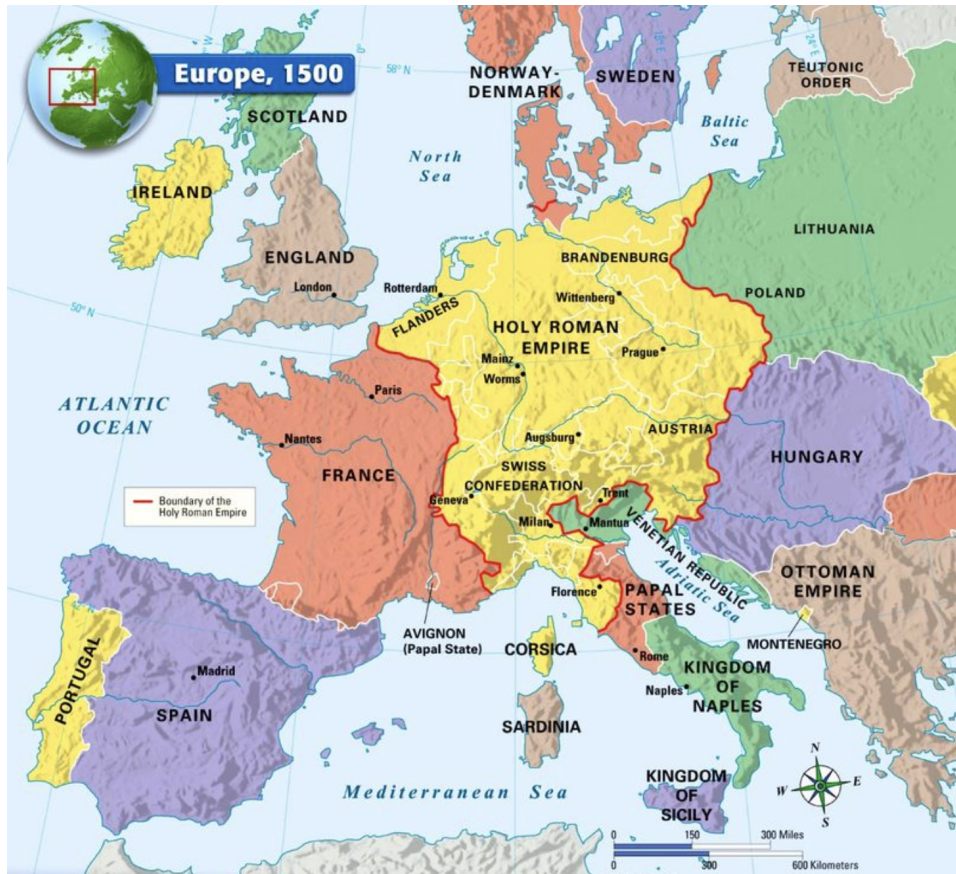 Europe, 1500
58° N
0°
16° E
24° E
50° N
W
NORWAY-
DENMARK
SWEDEN
TEUTONIC
ORDER
SCOTLAND
North
Sea
Baltic
Sea
IRELAND
ENGLAND
London
LITHUANIA
BRANDENBURG
Rotterdam
Wittenberg
POLAND
FLANDERS
HOLY ROMAN
EMPIRE
Mainz
Prague
Worms
Paris
ATLANTIC
OCEAN
Nantes
Augsburg
AUSTRIA
FRANCE
SWISS
CONFEDERATION
HUNGARY
Geneva
Trent
Boundary of the
Holy Roman Empire
Milan
Mantua
VENETIAN REPUBLIC
Adriatic Sea
OTTOMAN
EMPIRE
Florence
PAPAL
STATES
MONTENEGRO
AVIGNON
(Papal State)
CORSICA
Rome
PORTUGAL
Madrid
SPAIN
Naples
KINGDOM
OF
NAPLES
SARDINIA
Mediterranean Sea
KINGDOM
OF
SICILY
N
W
E
S
0 150 300 Miles
0 300 600 Kilometers